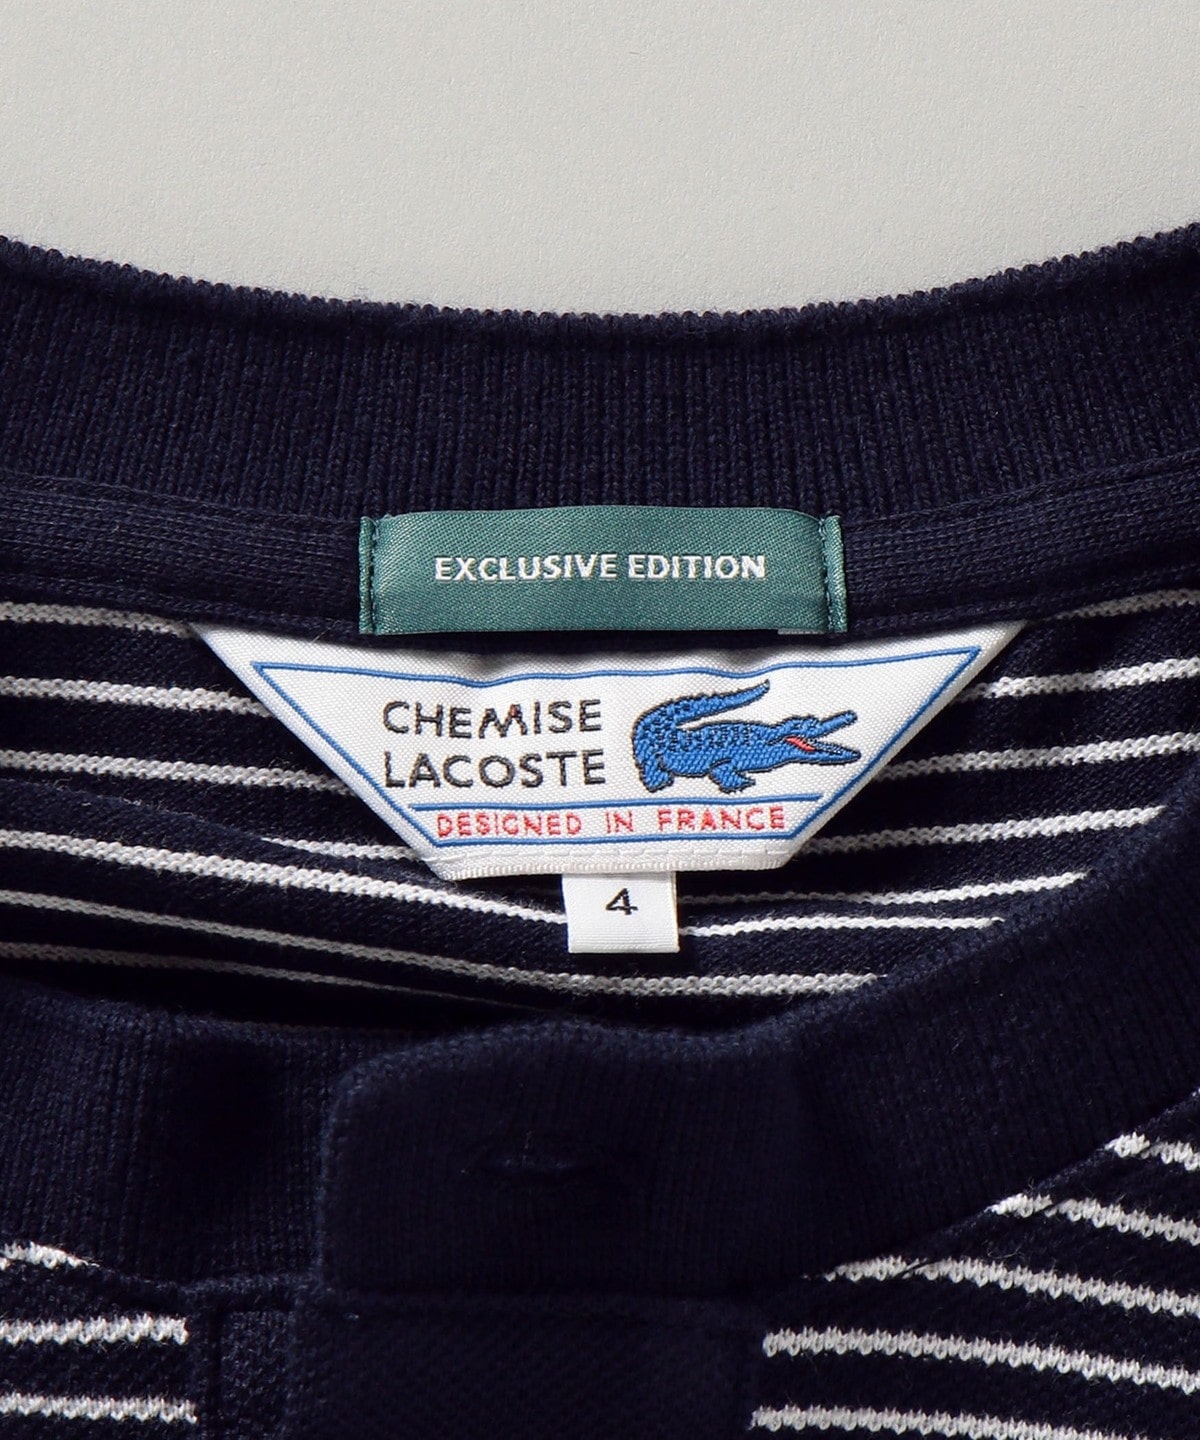 EXCLUSIVE EDITION
CHEMISE
LACOSTE
DESIGNED IN FRANCE
4